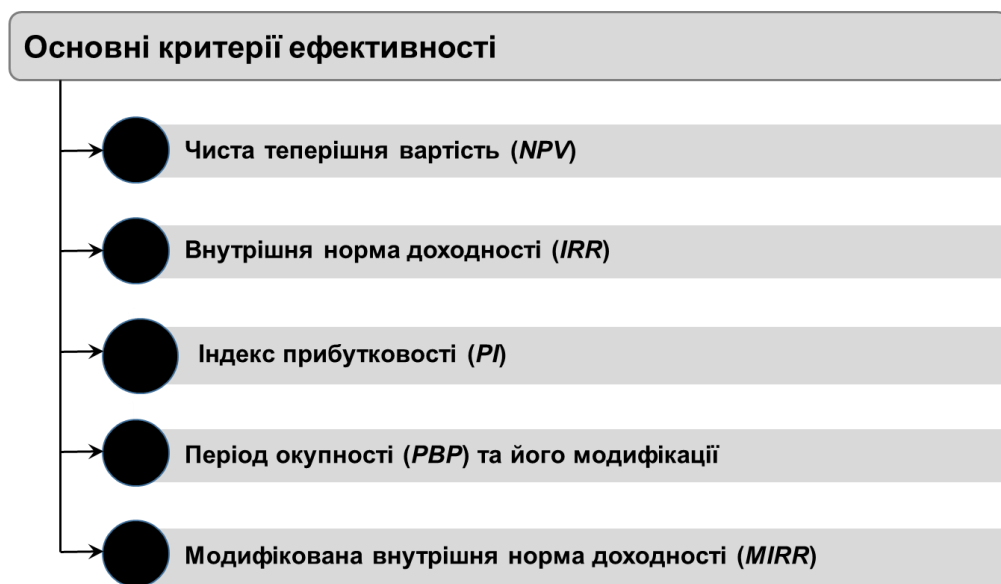 Основні критерії ефективності
Чиста теперішня вартість (NPV)
Внутрішня норма доходності (IRR)
Індекс прибутковості (PI)
Період окупності (PBP) та його модифікації
Модифікована внутрішня норма доходності (MIRR)